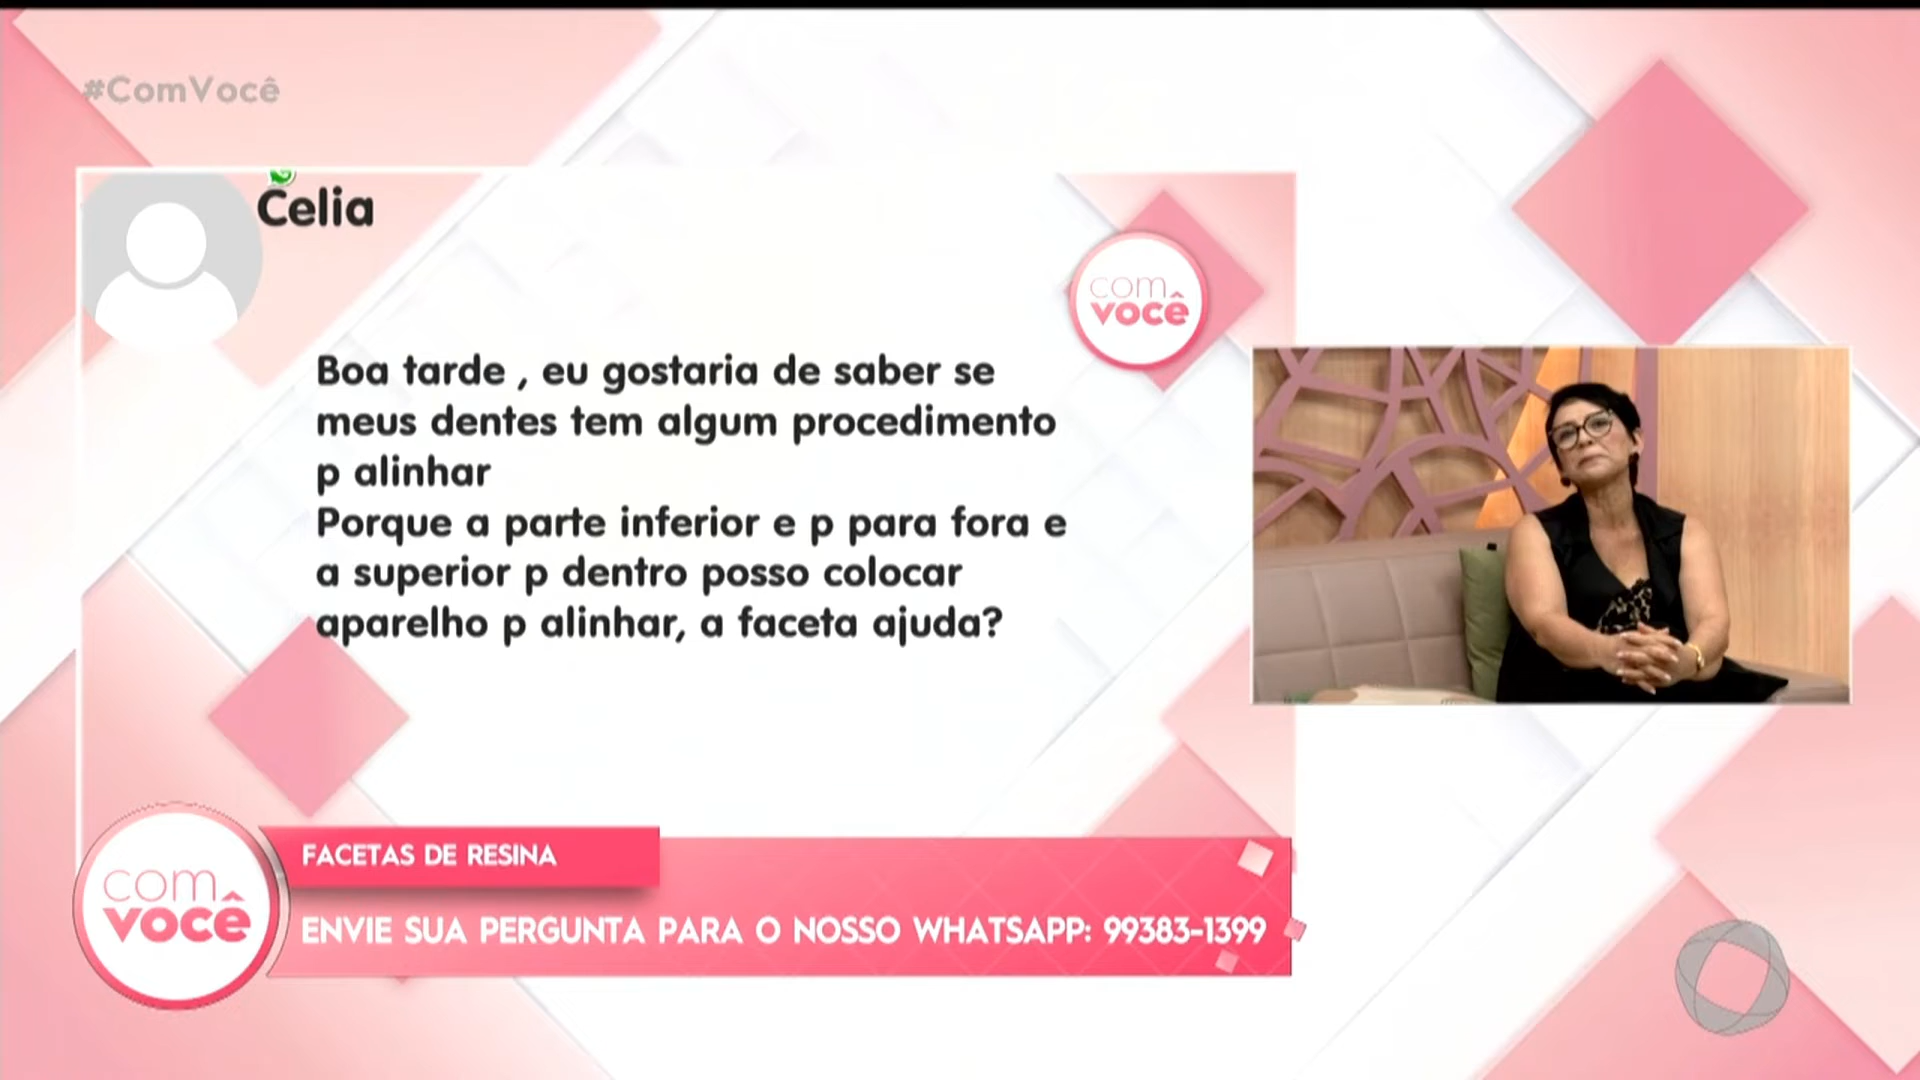 #ComVocê
Celia
com
você
Boa tarde , eu gostaria de saber se
meus dentes tem algum procedimento
p alinhar
Porque a parte inferior e p para fora e
a superior p dentro posso colocar
aparelho p alinhar, a faceta ajuda?
com
você
FACETAS DE RESINA
ENVIE SUA PERGUNTA PARA O NOSSO WHATSAPP: 99383-1399